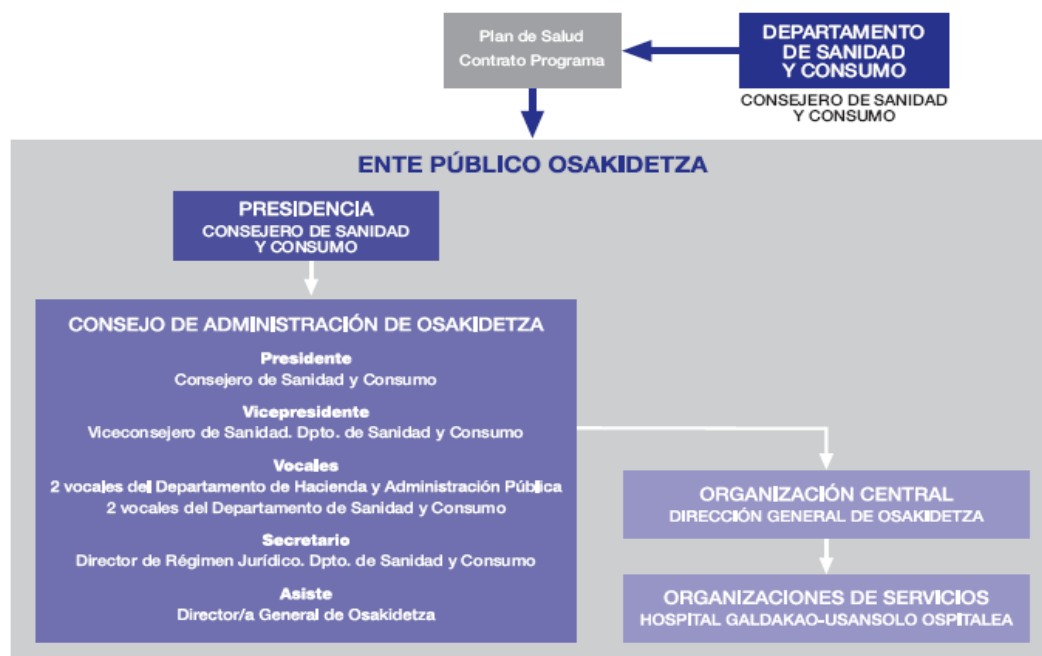 Plan de Salud
Contrato Programa
DEPARTAMENTO
DE SANIDAD
Y CONSUMO
CONSEJERO DE SANIDAD
Y CONSUMO
ENTE PÚBLICO OSAKIDETZA
PRESIDENCIA
CONSEJERO DE SANIDAD
Y CONSUMO
CONSEJO DE ADMINISTRACIÓN DE OSAKIDETZA
Presidente
Consejero de Sanidad y Consumo
Vicepresidente
Viceconsejero de Sanidad. Dpto. de Sanidad y Consumo
Vocales
2 vocales del Departamento de Hacienda y Administración Pública
2 vocales del Departamento de Sanidad y Consumo
Secretario
Director de Régimen Jurídico. Dpto. de Sanidad y Consumo
Asiste
Director/a General de Osakidetza
ORGANIZACIÓN CENTRAL
DIRECCIÓN GENERAL DE OSAKIDETZA
ORGANIZACIONES DE SERVICIOS
HOSPITAL GALDAKAO-USANSOLO OSPITALEA